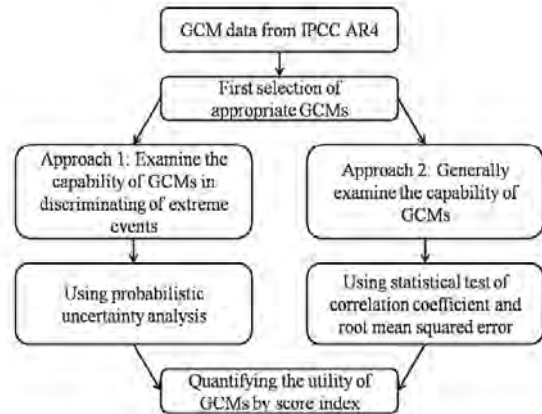 GCM data from IPCC AR4
First selection of
appropriate GCMs
Approach 1: Examine the
capability of GCMs in
discriminating of extreme
events
Approach 2: Generally
examine the capability of
GCMs
Using probabilistic
uncertainty analysis
Using statistical test of
correlation coefficient and
root mean squared error
Quantifying the utility of
GCMs by score index